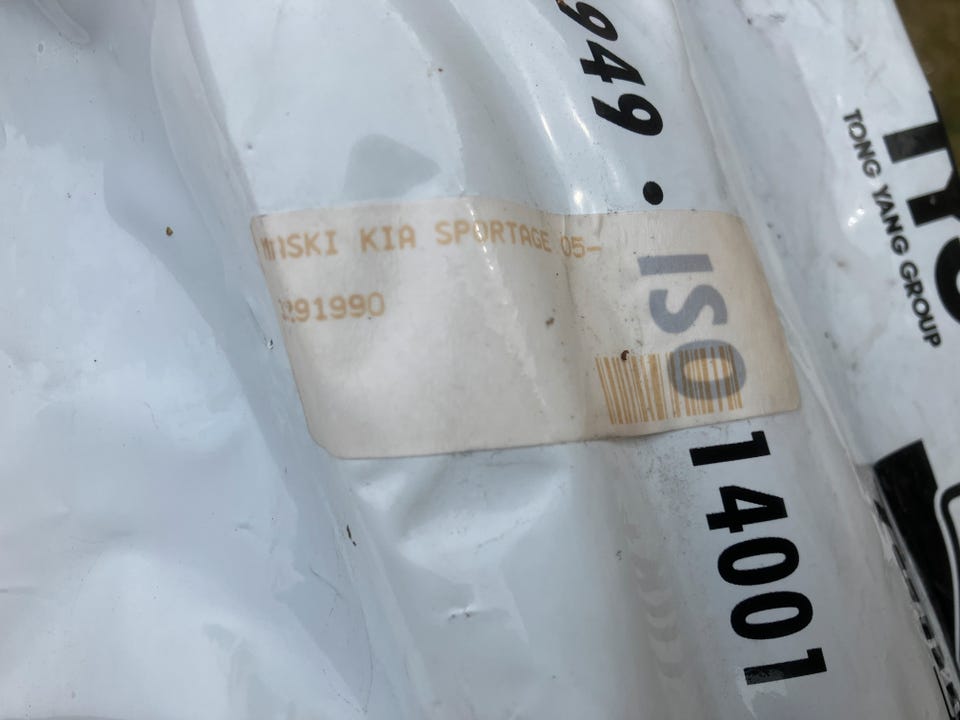 KIA SPORTAGE 05-
949 •
ISO
14001
TONG YANG GROUP